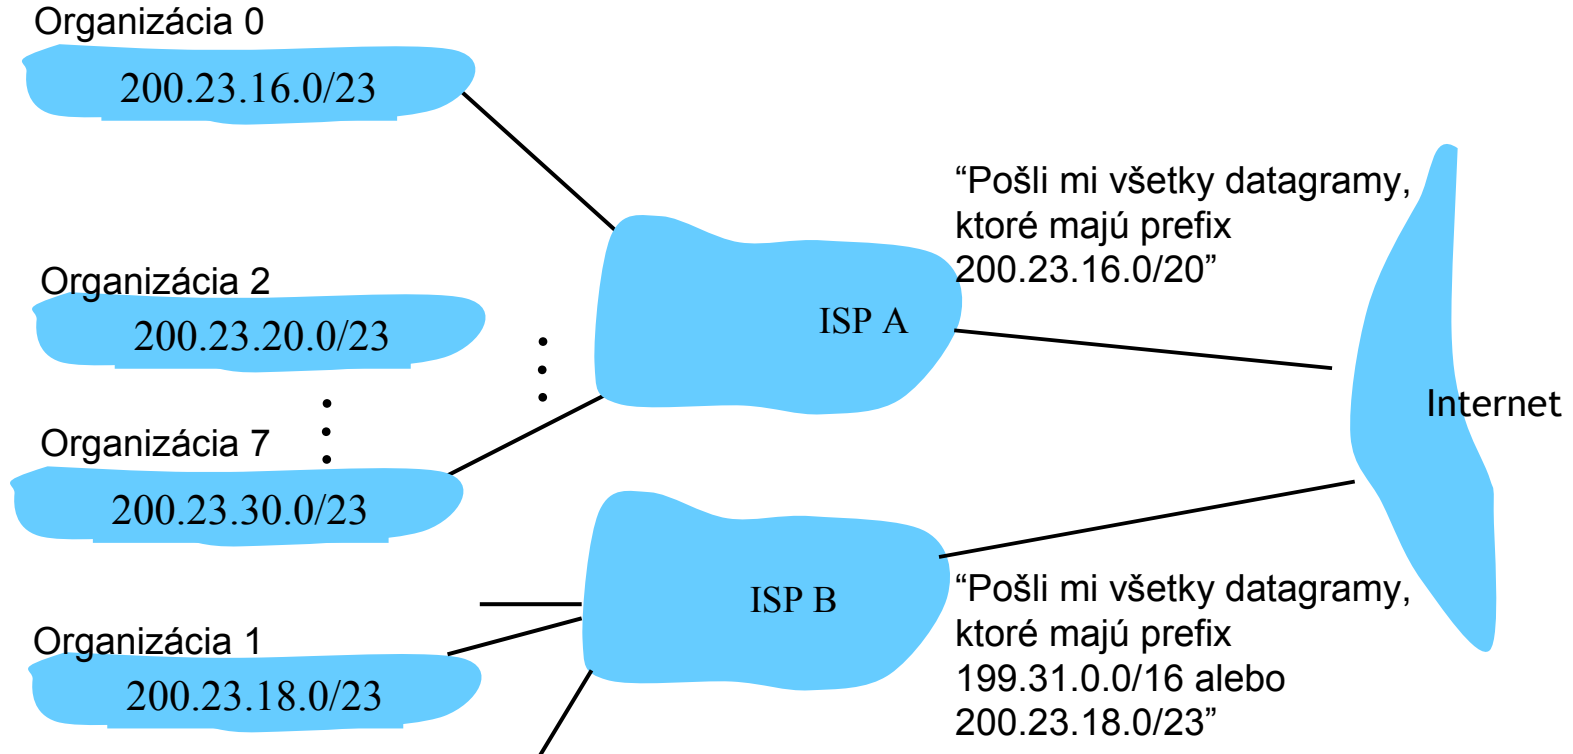 Organizácia 0
200.23.16.0/23
“Pošli mi všetky datagramy,
ktoré majú prefix
200.23.16.0/20”
Organizácia 2
200.23.20.0/23
ISP A
Internet
Organizácia 7
200.23.30.0/23
ISP B
“Pošli mi všetky datagramy,
ktoré majú prefix
199.31.0.0/16 alebo
200.23.18.0/23”
Organizácia 1
200.23.18.0/23